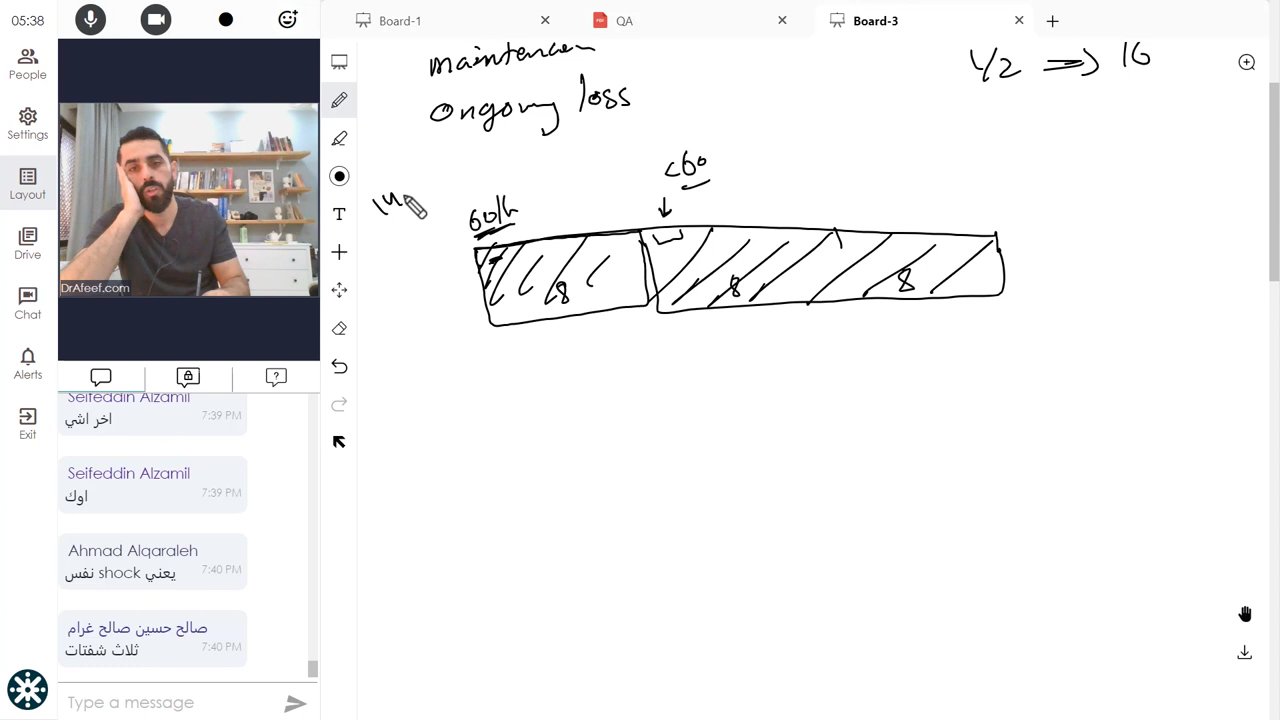 05:38
Board-1
QA
Board-3
People
Settings
Layout
Drive
Chat
Alerts
Exit
DrAfeef.com
Seifeddin Alzamil
اخر اشي
7:39 PM
Seifeddin Alzamil
اوك
7:39 PM
Ahmad Alqaraleh
يعني shock نفس
7:40 PM
صالح حسين صالح غرام
ثلاث شفتات
7:40 PM
Type a message
ongoing loss
1/2 => 16
<60
8
8
8